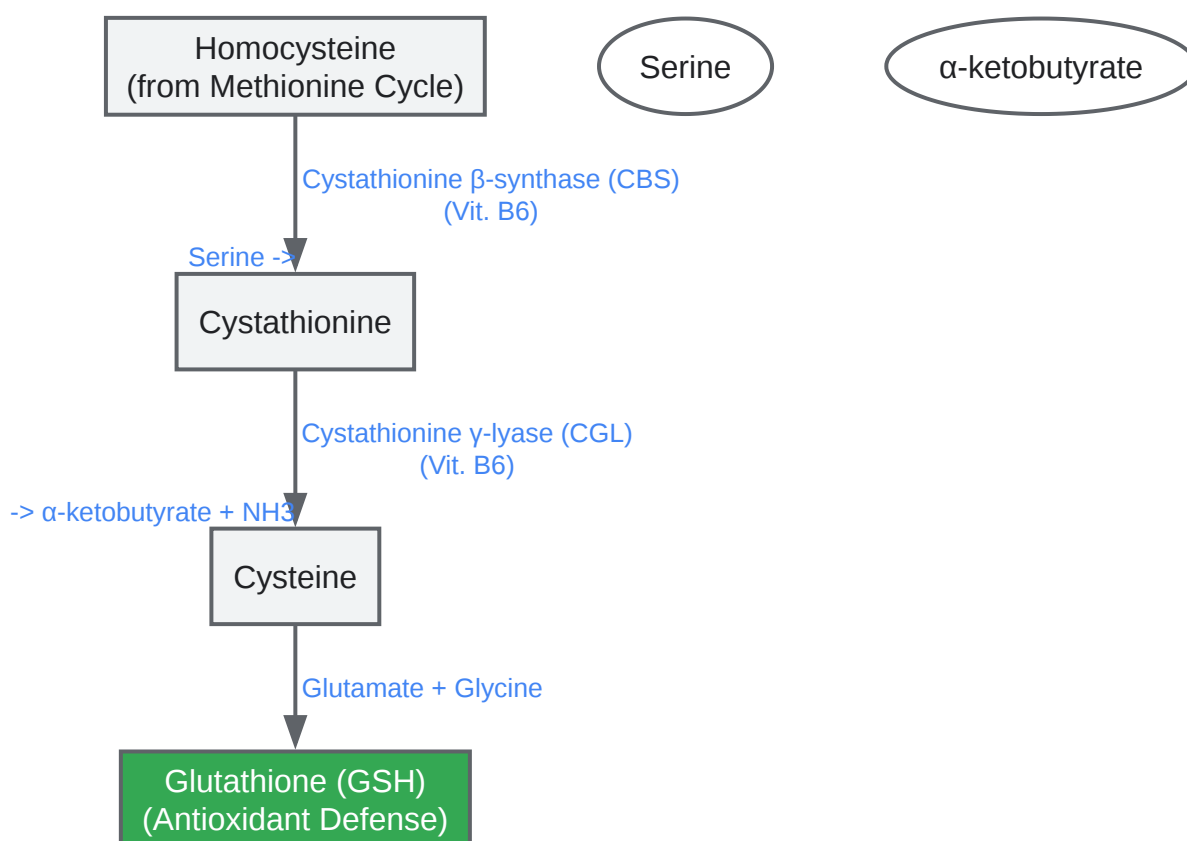 Homocysteine
(from Methionine Cycle)
Serine
α-ketobutyrate
Cystathionine β-synthase (CBS)
(Vit. B6)
Serine ->
Cystathionine
Cystathionine γ-lyase (CGL)
(Vit. B6)
-> α-ketobutyrate + NH3
Cysteine
Glutamate + Glycine
Glutathione (GSH)
(Antioxidant Defense)